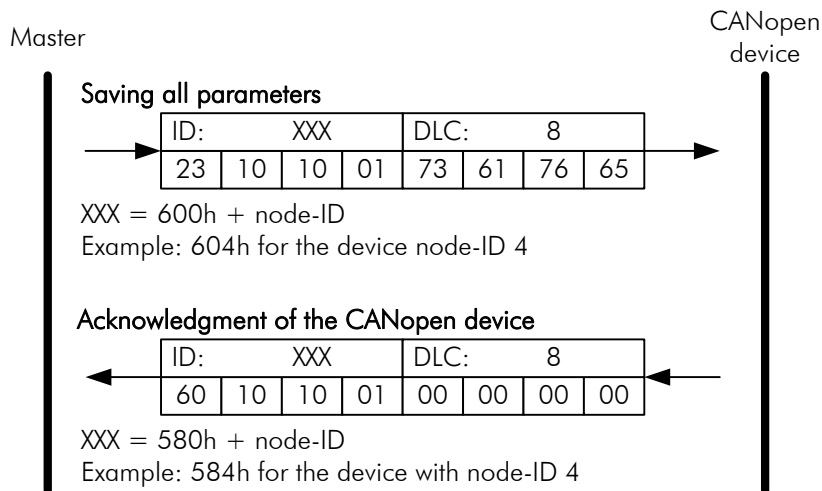 Master
CANopen
device
Saving all parameters
ID: XXX DLC: 8
23 10 10 01 73 61 76 65
XXX = 600h + node-ID
Example: 604h for the device node-ID 4
Acknowledgment of the CANopen device
ID: XXX DLC: 8
60 10 10 01 00 00 00 00
XXX = 580h + node-ID
Example: 584h for the device with node-ID 4